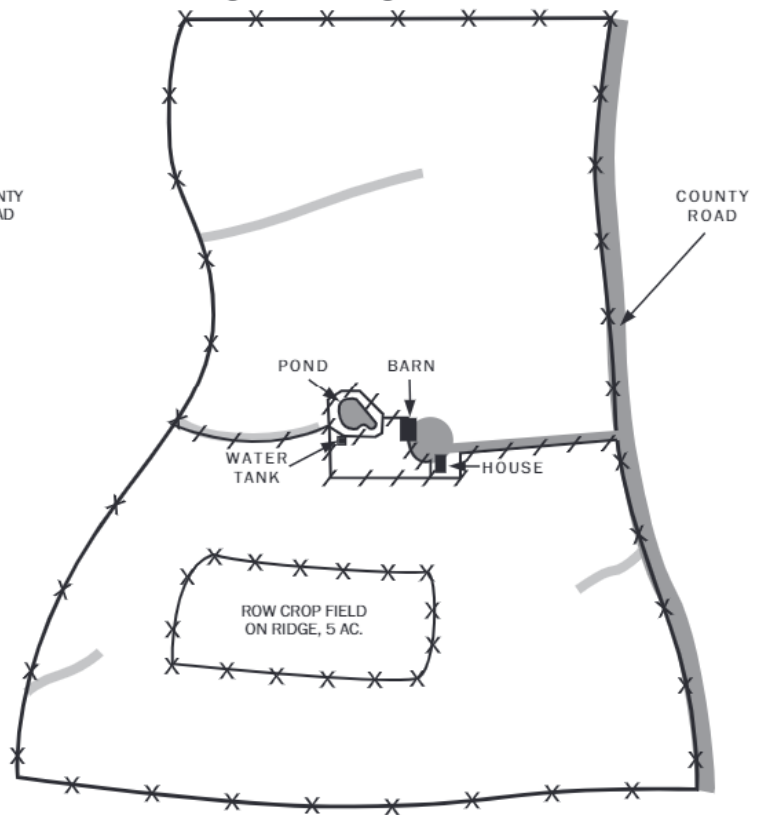 NTY
AD
COUNTY
ROAD
POND
BARN
WATER
TANK
HOUSE
ROW CROP FIELD
ON RIDGE, 5 AC.